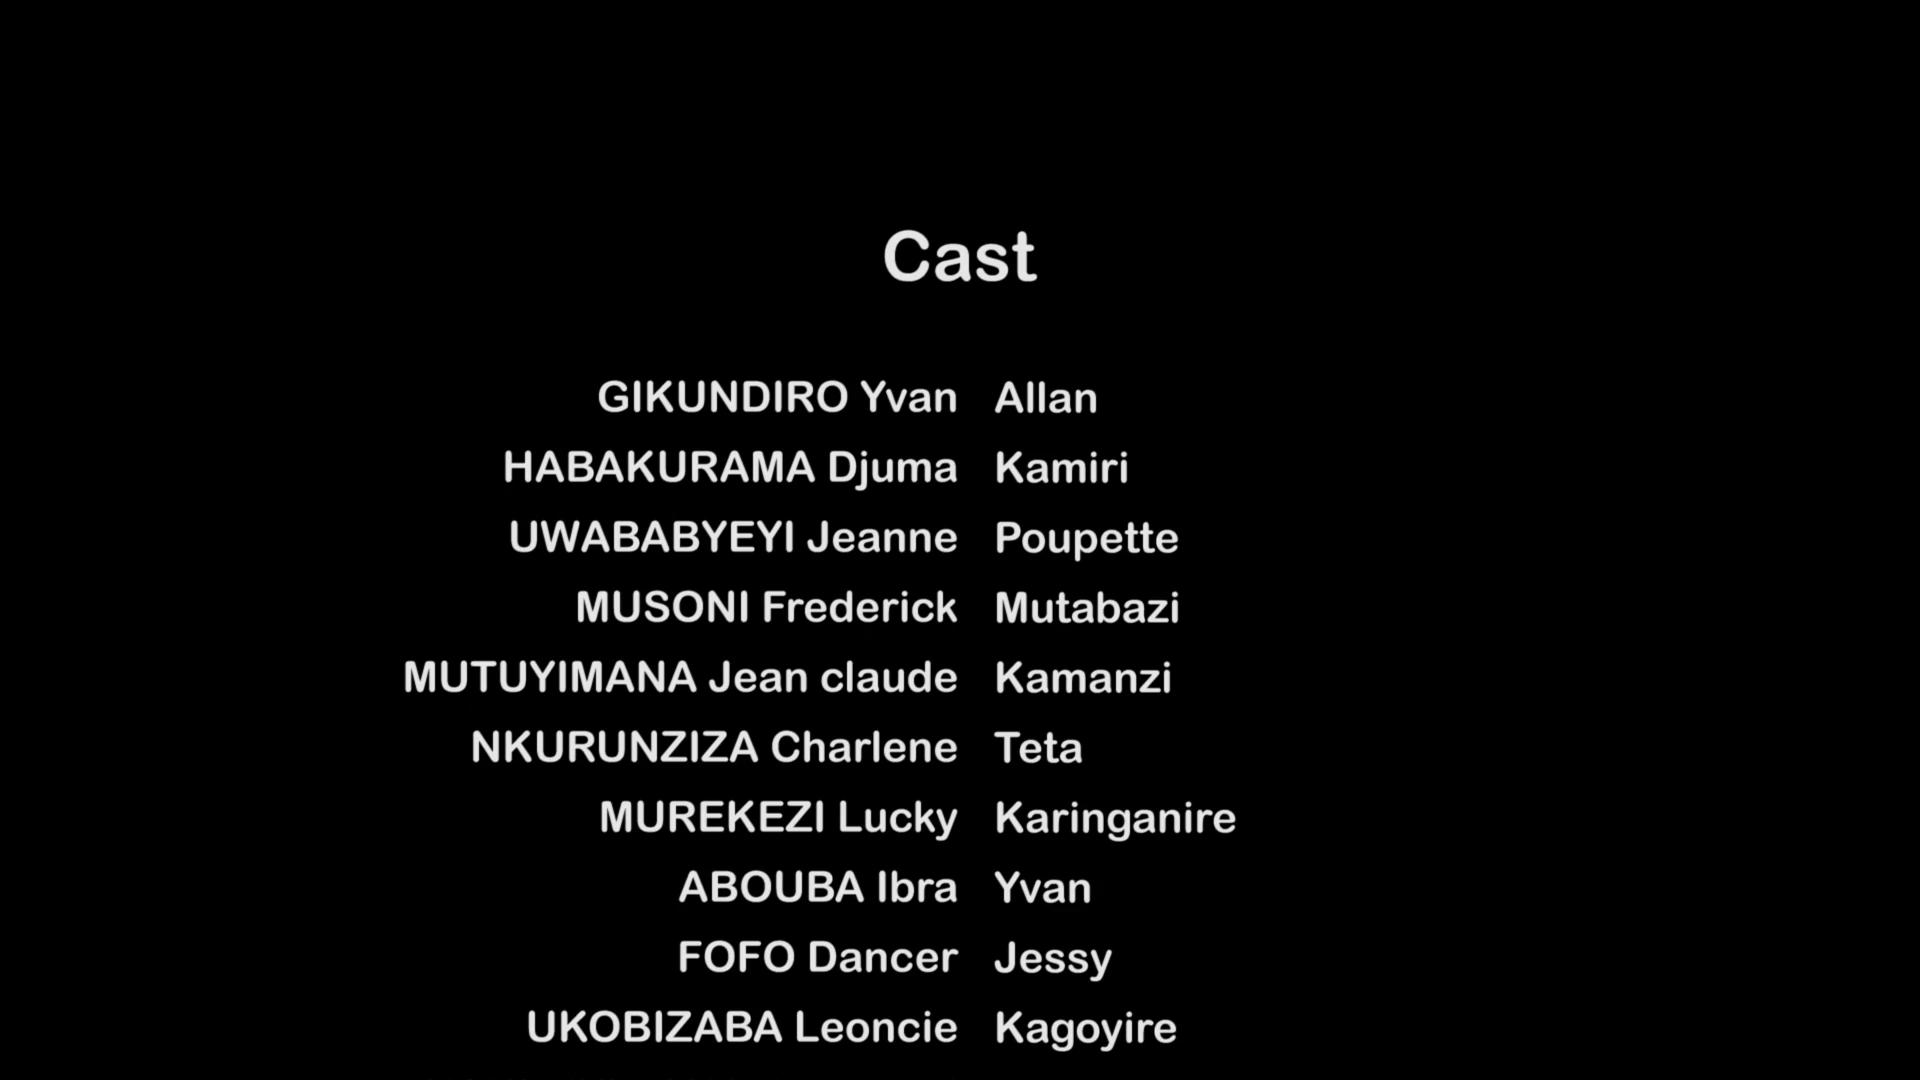 Cast
GIKUNDIRO Yvan Allan
HABAKURAMA Djuma Kamiri
UWABABYEYI Jeanne Poupette
MUSONI Frederick Mutabazi
MUTUYIMANA Jean claude Kamanzi
NKURUNZIZA Charlene Teta
MUREKEZI Lucky Karinganire
ABOUBA Ibra Yvan
FOFO Dancer Jessy
UKOBIZABA Leoncie Kagoyire